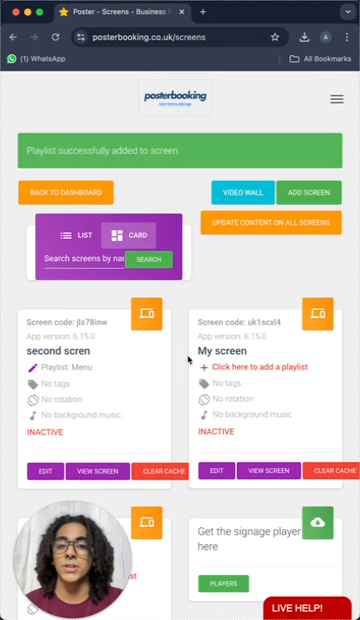 Poster - Screens - Business
posterbooking.co.uk/screens
A
(1) WhatsApp
All Bookmarks
posterbooking
Playlist successfully added to screen.
BACK TO DASHBOARD
VIDEO WALL
ADD SCREEN
UPDATE CONTENT ON ALL SCREENS
LIST
CARD
Search screens by nar
SEARCH
Screen code: jls78inw
App version: 6.15.0
second scren
Playlist: Menu
No tags
No rotation
No background music
INACTIVE
EDIT
VIEW SCREEN
CLEAR CACHE
Screen code: uk1scxl4
App version: 6.15.0
My screen
Click here to add a playlist
No tags
No rotation
No background music
INACTIVE
EDIT
VIEW SCREEN
CLEAR CACHE
Get the signage player
here
PLAYERS
LIVE HELP!